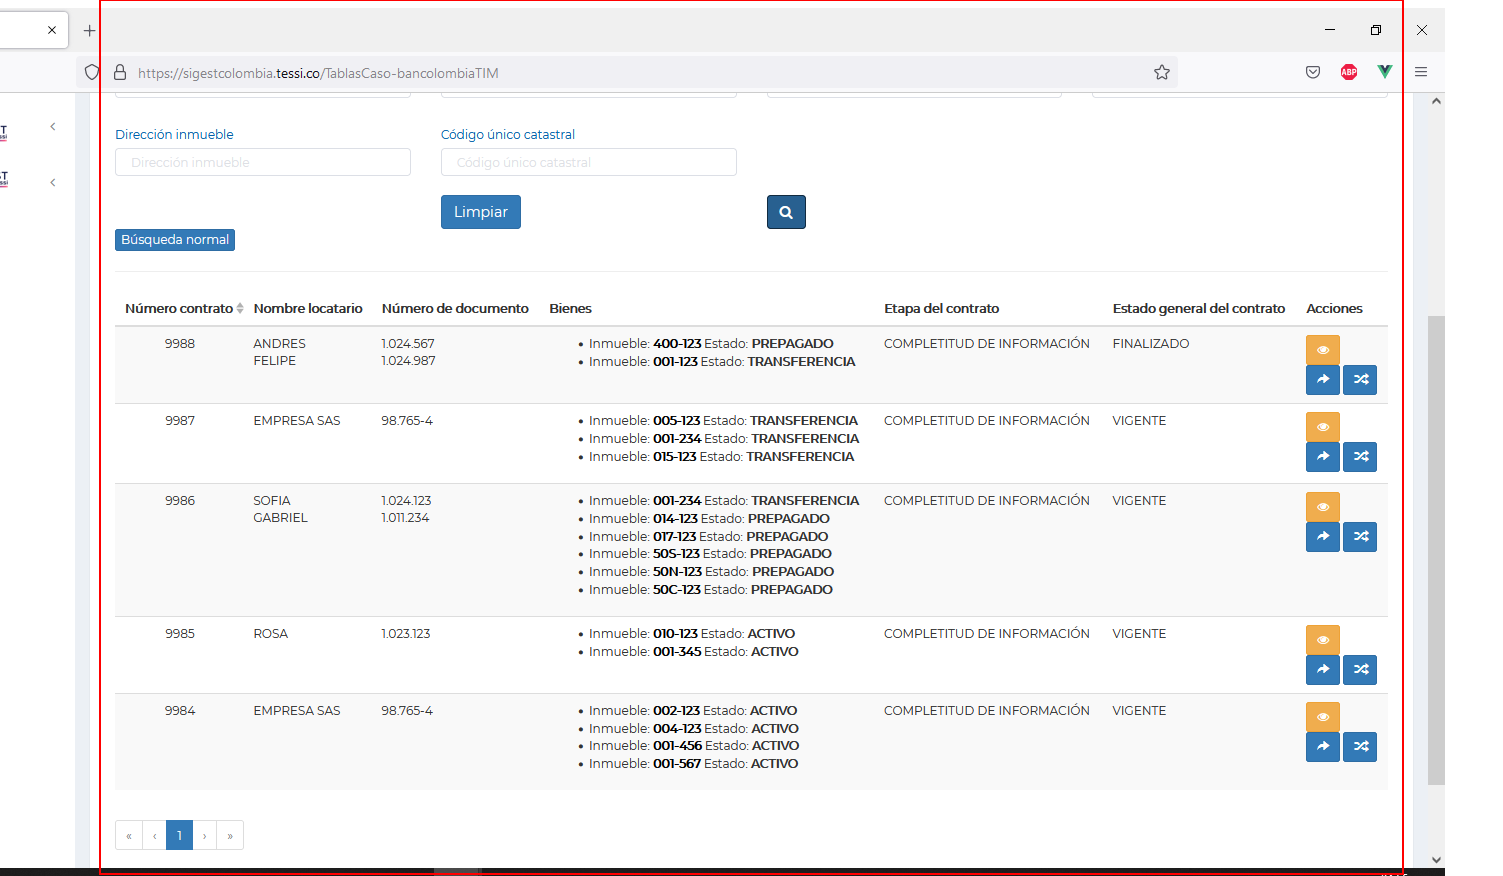 https://sigestcolombia.tessi.co/TablasCaso-bancolombiaTIM
ABP
Dirección inmueble Código único catastral
Dirección inmueble Código único catastral
Limpiar
Búsqueda normal
Número contrato Nombre locatario Número de documento Bienes Etapa del contrato Estado general del contrato Acciones
9988 ANDRES 1.024.567 • Inmueble: 400-123 Estado: PREPAGADO COMPLETITUD DE INFORMACIÓN FINALIZADO
FELIPE 1.024.987 • Inmueble: 001-123 Estado: TRANSFERENCIA
9987 EMPRESA SAS 98.765-4 • Inmueble: 005-123 Estado: TRANSFERENCIA COMPLETITUD DE INFORMACIÓN VIGENTE
• Inmueble: 001-234 Estado: TRANSFERENCIA
• Inmueble: 015-123 Estado: TRANSFERENCIA
9986 SOFIA 1.024.123 • Inmueble: 001-234 Estado: TRANSFERENCIA COMPLETITUD DE INFORMACIÓN VIGENTE
GABRIEL 1.011.234 • Inmueble: 014-123 Estado: PREPAGADO
• Inmueble: 017-123 Estado: PREPAGADO
• Inmueble: 50S-123 Estado: PREPAGADO
• Inmueble: 50N-123 Estado: PREPAGADO
• Inmueble: 50C-123 Estado: PREPAGADO
9985 ROSA 1.023.123 • Inmueble: 010-123 Estado: ACTIVO COMPLETITUD DE INFORMACIÓN VIGENTE
• Inmueble: 001-345 Estado: ACTIVO
9984 EMPRESA SAS 98.765-4 • Inmueble: 002-123 Estado: ACTIVO COMPLETITUD DE INFORMACIÓN VIGENTE
• Inmueble: 004-123 Estado: ACTIVO
• Inmueble: 001-456 Estado: ACTIVO
• Inmueble: 001-567 Estado: ACTIVO
« ‹ 1 › »